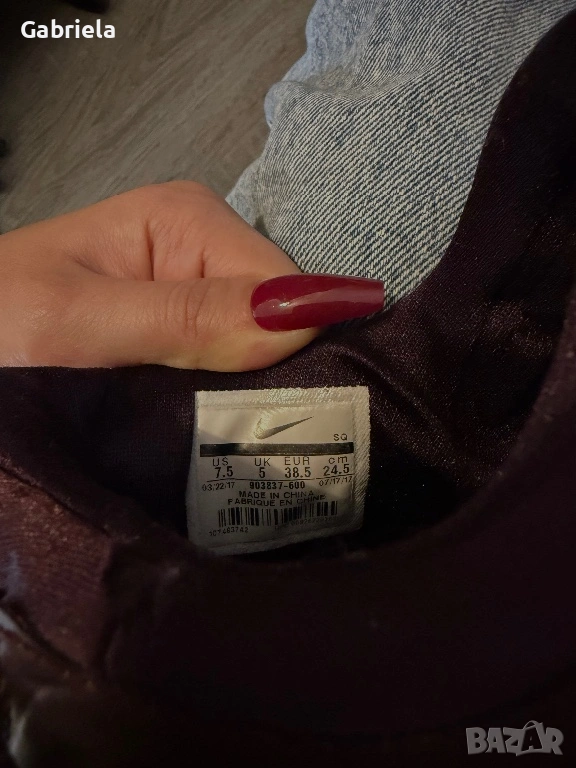 Gabriela
SQ
US UK EUR cm
7.5 5 38.5 24.5
03/22/17 903837-600 07/17/17
MADE IN CHINA
FABRIQUE EN CHINE
BAZAR